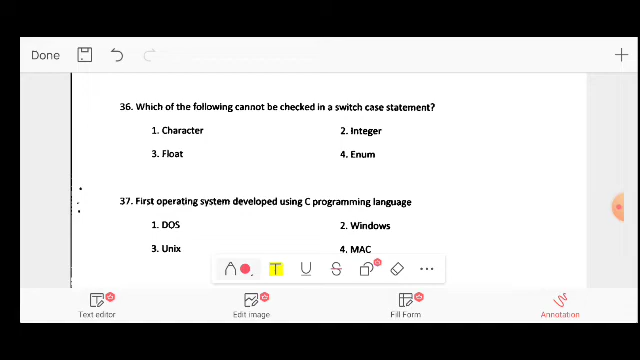 Done
36. Which of the following cannot be checked in a switch case statement?
1. Character 2. Integer
3. Float 4. Enum
37. First operating system developed using C programming language
1. DOS 2. Windows
3. Unix 4. MAC
T U S
Text editor Edit image Fill Form Annotation